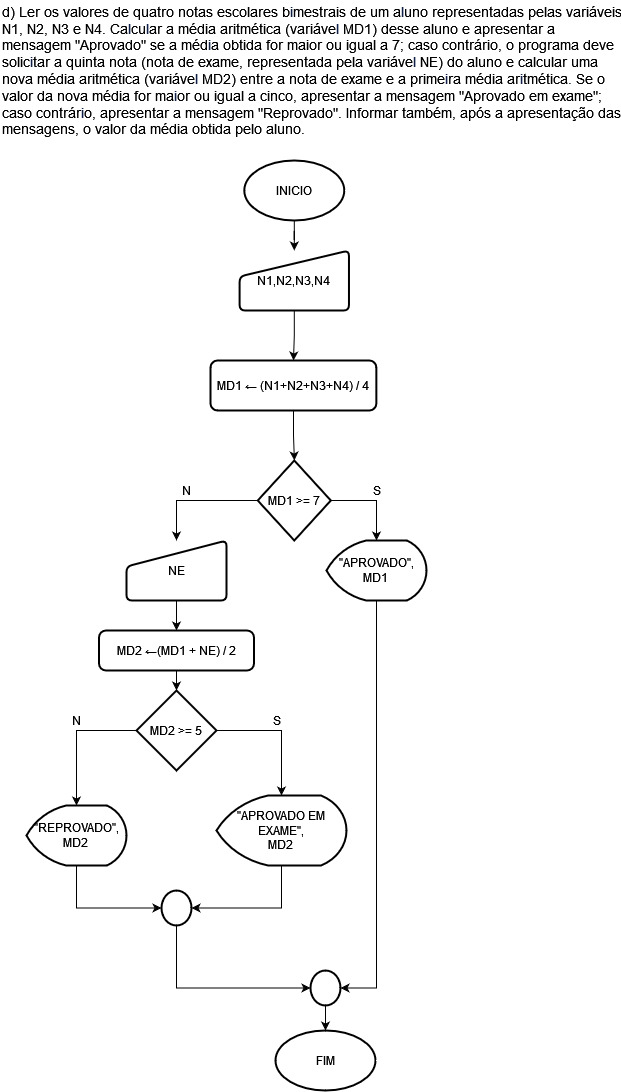 d) Ler os valores de quatro notas escolares bimestrais de um aluno representadas pelas variáveis
N1, N2, N3 e N4. Calcular a média aritmética (variável MD1) desse aluno e apresentar a
mensagem "Aprovado" se a média obtida for maior ou igual a 7; caso contrário, o programa deve
solicitar a quinta nota (nota de exame, representada pela variável NE) do aluno e calcular uma
nova média aritmética (variável MD2) entre a nota de exame e a primeira média aritmética. Se o
valor da nova média for maior ou igual a cinco, apresentar a mensagem "Aprovado em exame";
caso contrário, apresentar a mensagem "Reprovado". Informar também, após a apresentação das
mensagens, o valor da média obtida pelo aluno.
INICIO
N1,N2,N3,N4
MD1 ← (N1+N2+N3+N4) / 4
N
S
MD1 >= 7
NE
"APROVADO",
MD1
MD2 ←(MD1 + NE) / 2
N
S
MD2 >= 5
"REPROVADO",
MD2
"APROVADO EM
EXAME",
MD2
FIM